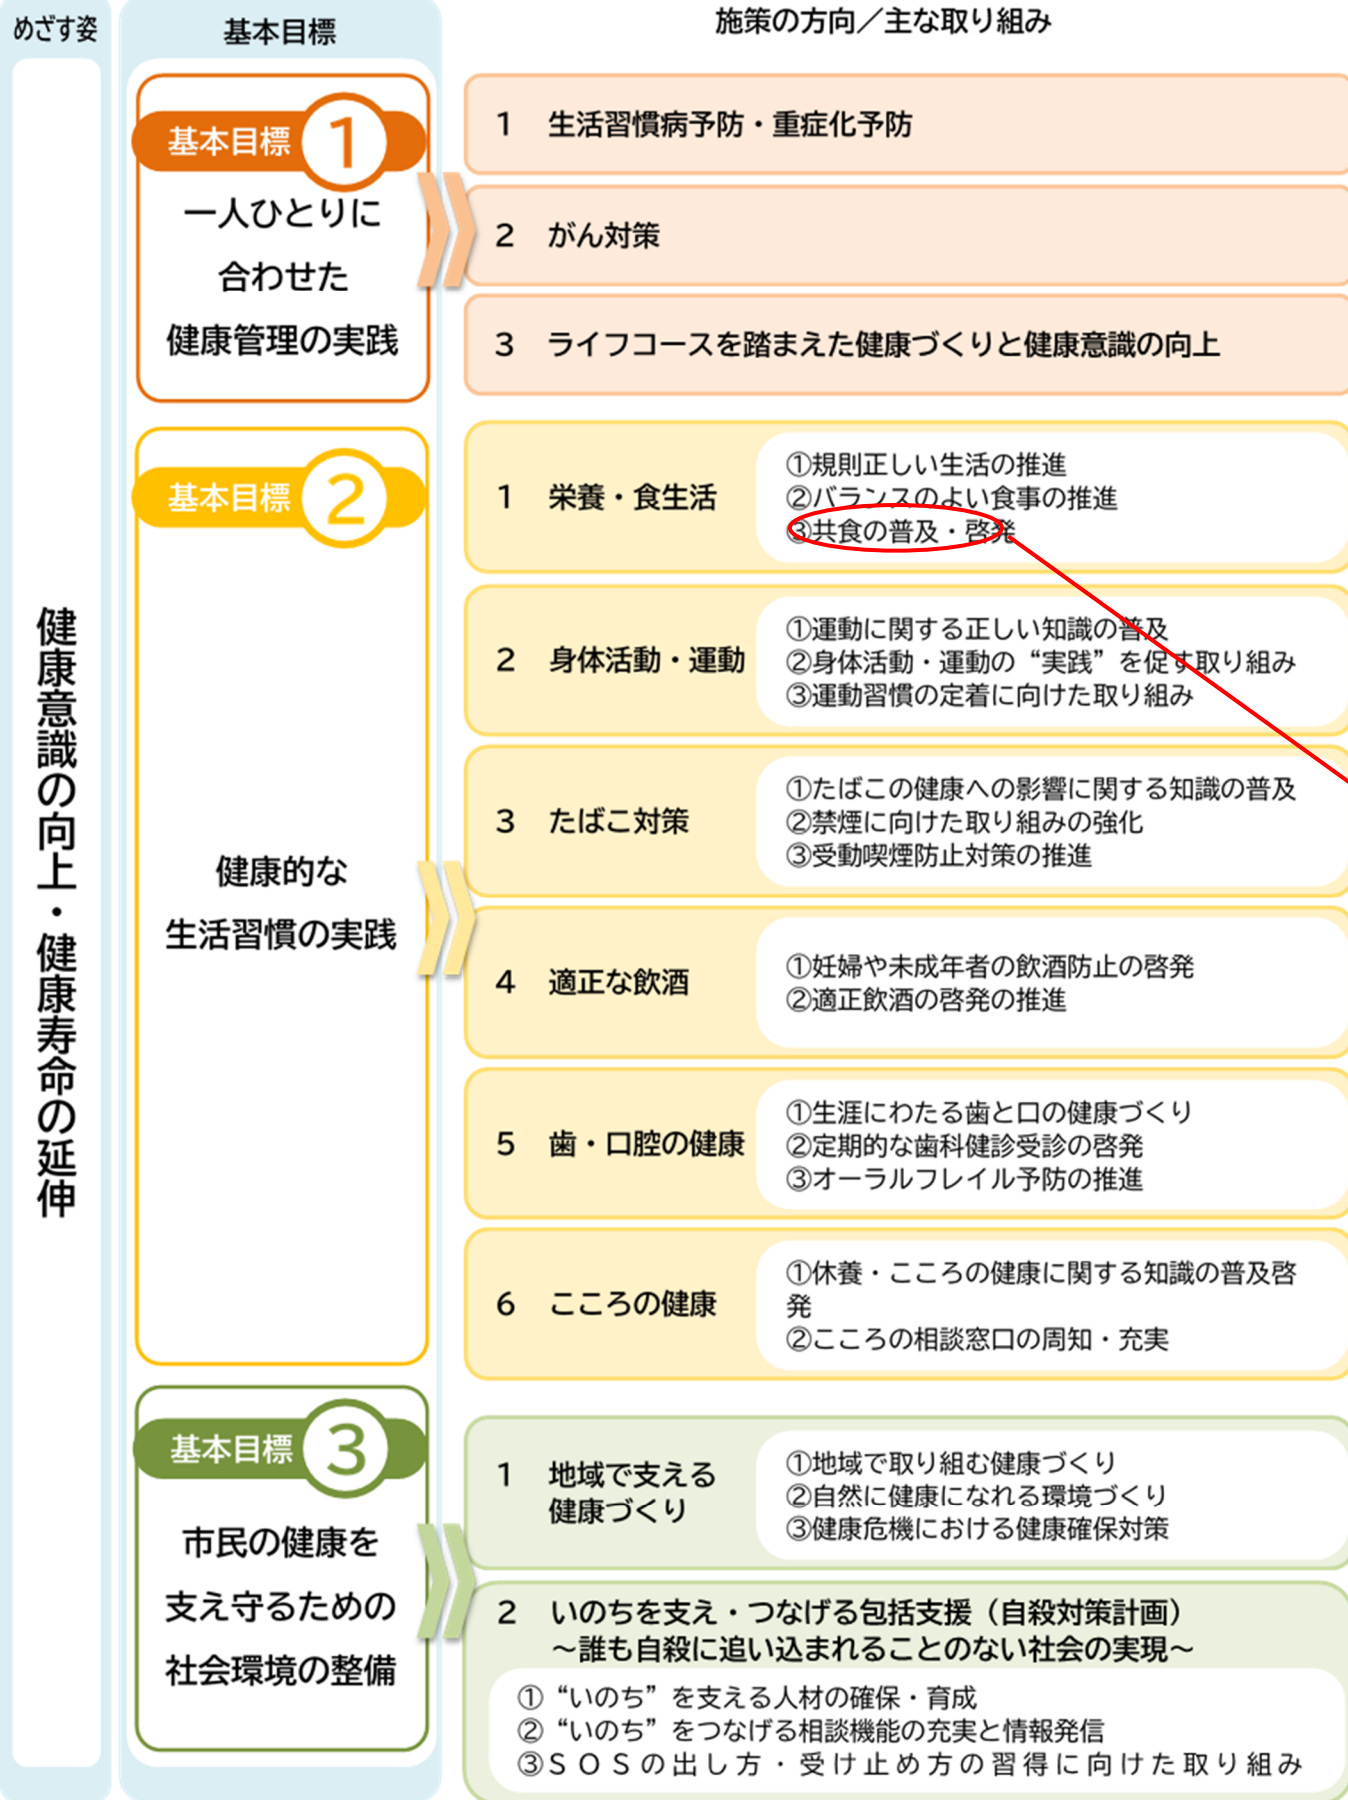 めざす姿
基本目標
施策の方向／主な取り組み
健康意識の向上・健康寿命の延伸
基本目標 1
一人ひとりに
合わせた
健康管理の実践
1 生活習慣病予防・重症化予防
2 がん対策
3 ライフコースを踏まえた健康づくりと健康意識の向上
基本目標 2
健康的な
生活習慣の実践
1 栄養・食生活
①規則正しい生活の推進
②バランスのよい食事の推進
③共食の普及・啓発
2 身体活動・運動
①運動に関する正しい知識の普及
②身体活動・運動の“実践”を促す取り組み
③運動習慣の定着に向けた取り組み
3 たばこ対策
①たばこの健康への影響に関する知識の普及
②禁煙に向けた取り組みの強化
③受動喫煙防止対策の推進
4 適正な飲酒
①妊婦や未成年者の飲酒防止の啓発
②適正飲酒の啓発の推進
5 歯・口腔の健康
①生涯にわたる歯と口の健康づくり
②定期的な歯科健診受診の啓発
③オーラルフレイル予防の推進
6 こころの健康
①休養・こころの健康に関する知識の普及啓
発
②こころの相談窓口の周知・充実
基本目標 3
市民の健康を
支え守るための
社会環境の整備
1 地域で支える
健康づくり
①地域で取り組む健康づくり
②自然に健康になれる環境づくり
③健康危機における健康確保対策
2 いのちを支え・つなげる包括支援（自殺対策計画）
～誰も自殺に追い込まれることのない社会の実現～
①“いのち”を支える人材の確保・育成
②“いのち”をつなげる相談機能の充実と情報発信
③ＳＯＳの出し方・受け止め方の習得に向けた取り組み